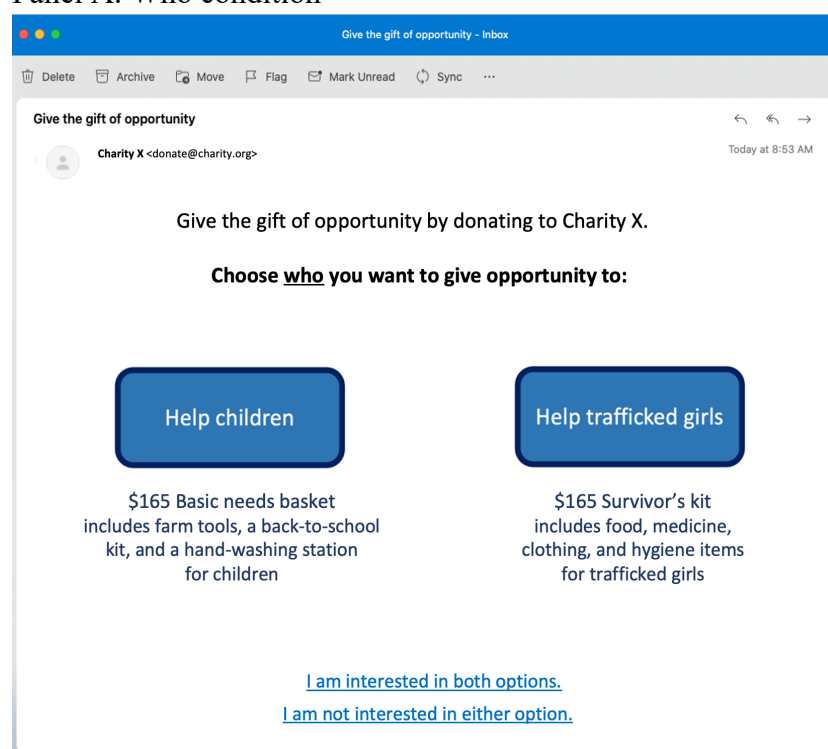 Give the gift of opportunity - Inbox
Delete Archive Move Flag Mark Unread Sync ...
Give the gift of opportunity
Charity X <donate@charity.org>
Today at 8:53 AM
Give the gift of opportunity by donating to Charity X.
Choose who you want to give opportunity to:
Help children
$165 Basic needs basket
includes farm tools, a back-to-school
kit, and a hand-washing station
for children
Help trafficked girls
$165 Survivor's kit
includes food, medicine,
clothing, and hygiene items
for trafficked girls
I am interested in both options.
I am not interested in either option.